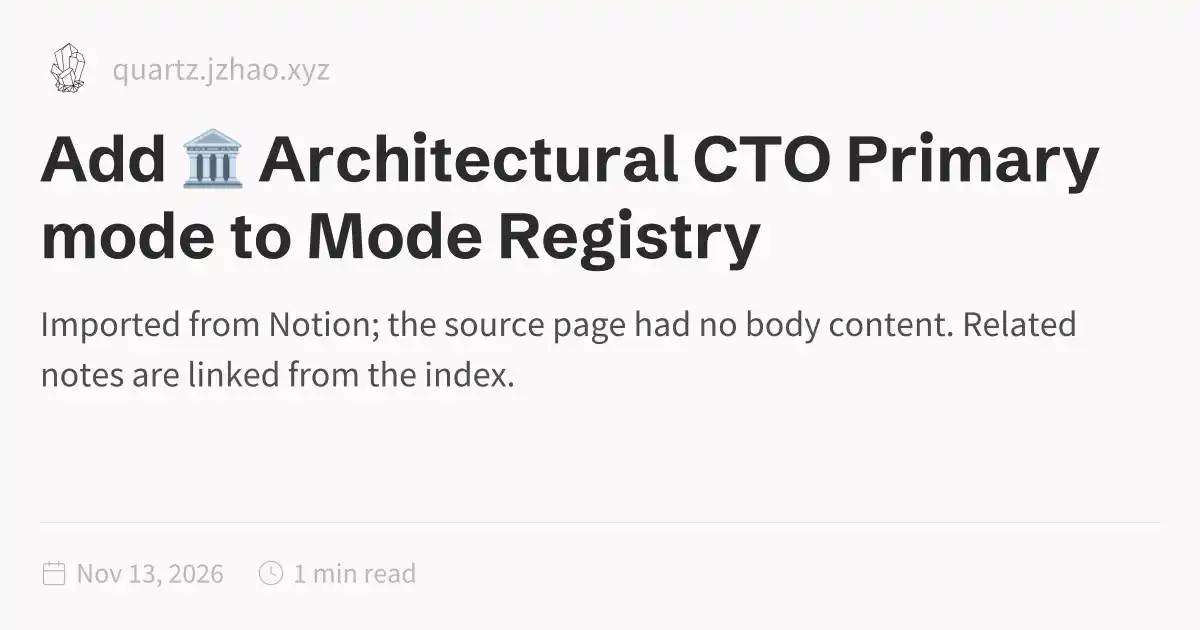 quartz.jzhao.xyz
Add 🏛️ Architectural CTO Primary
mode to Mode Registry
Imported from Notion; the source page had no body content. Related
notes are linked from the index.
Nov 13, 2026 1 min read